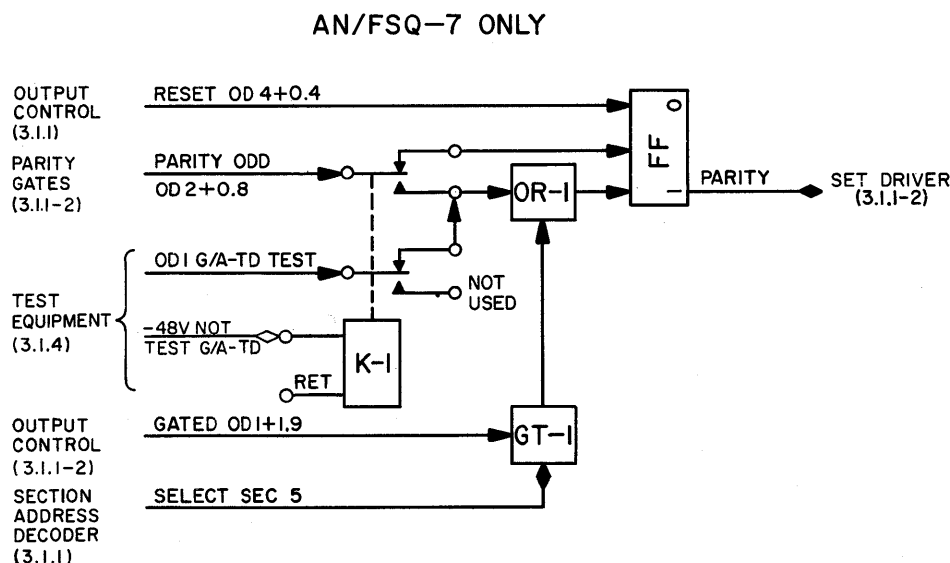 AN/FSQ-7 ONLY
OUTPUT
CONTROL
(3.1.1)
RESET OD 4+0.4
PARITY
GATES
(3.1.1-2)
PARITY ODD
OD 2+0.8
TEST
EQUIPMENT
(3.1.4)
OD1 G/A-TD TEST
-48V NOT
TEST G/A-TD
RET
K-1
NOT
USED
OUTPUT
CONTROL
(3.1.1-2)
GATED OD1+1.9
SECTION
ADDRESS
DECODER
(3.1.1)
SELECT SEC 5
GT-1
OR-1
0
FF
1
PARITY
SET DRIVER
(3.1.1-2)